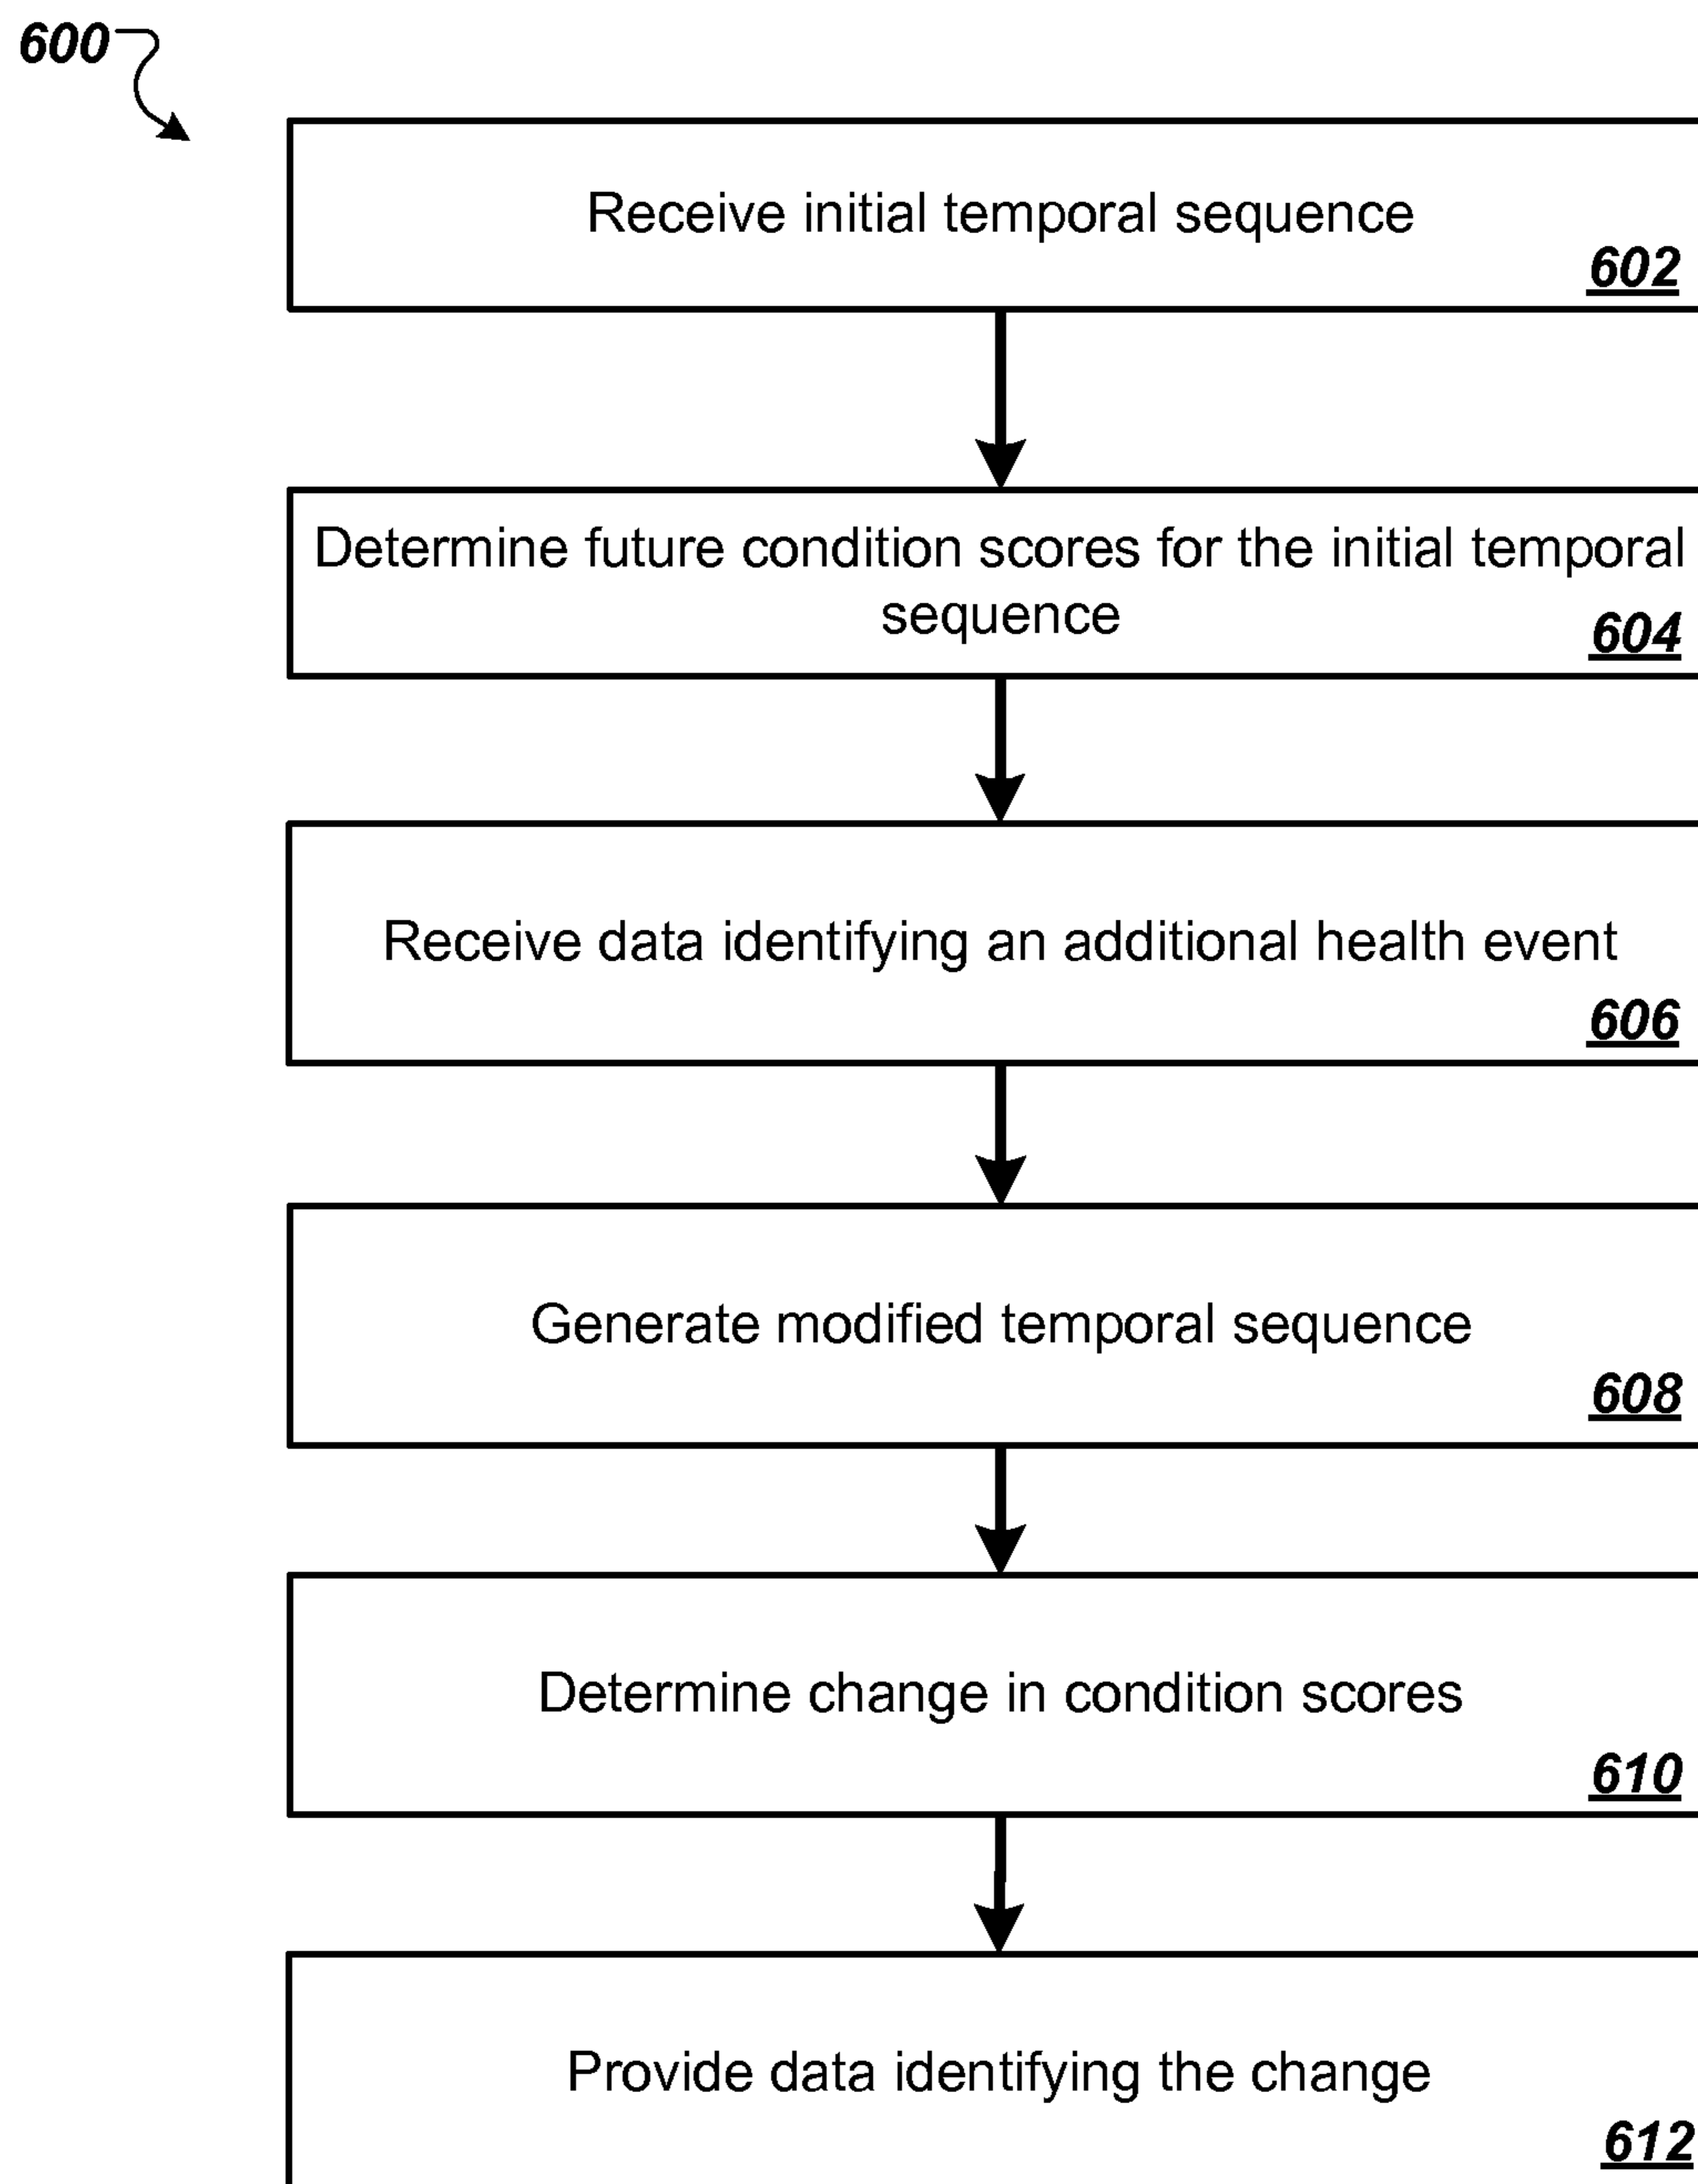 600
Receive initial temporal sequence
602
Determine future condition scores for the initial temporal
sequence
604
Receive data identifying an additional health event
606
Generate modified temporal sequence
608
Determine change in condition scores
610
Provide data identifying the change
612